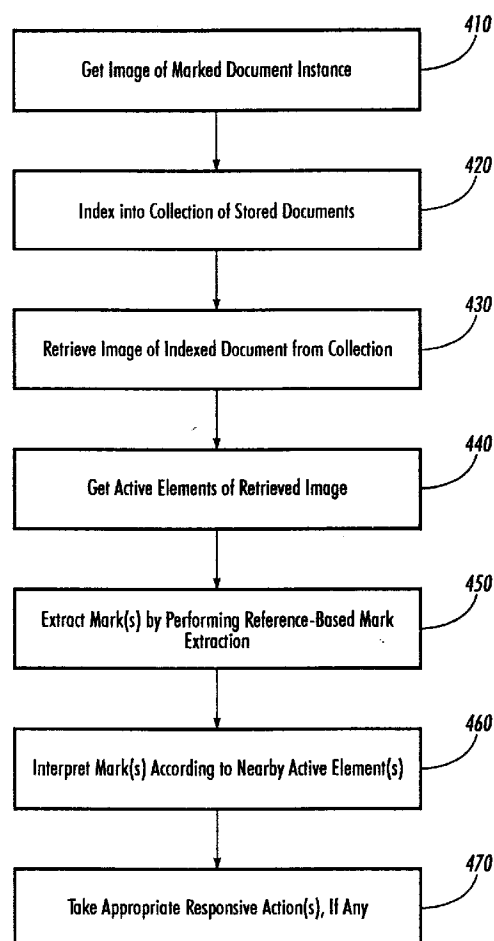 410
Get Image of Marked Document Instance
420
Index into Collection of Stored Documents
430
Retrieve Image of Indexed Document from Collection
440
Get Active Elements of Retrieved Image
450
Extract Mark(s) by Performing Reference-Based Mark
Extraction
460
Interpret Mark(s) According to Nearby Active Element(s)
470
Take Appropriate Responsive Action(s), If Any